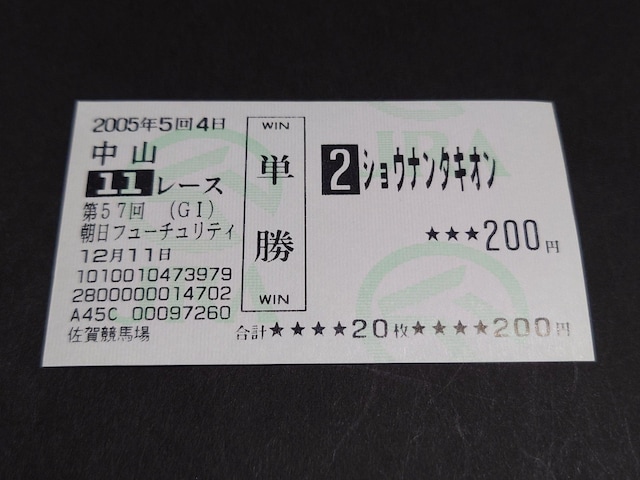 2005年5回4日
中山
11レース
第57回 (GI)
朝日フューチュリティ
12月11日
1010010473979
2800000014702
A45C 00097260
佐賀競馬場
WIN
単勝
WIN
JRA
2ショウナンタキオン
★★★200円
合計★★★★20枚★★★★200円